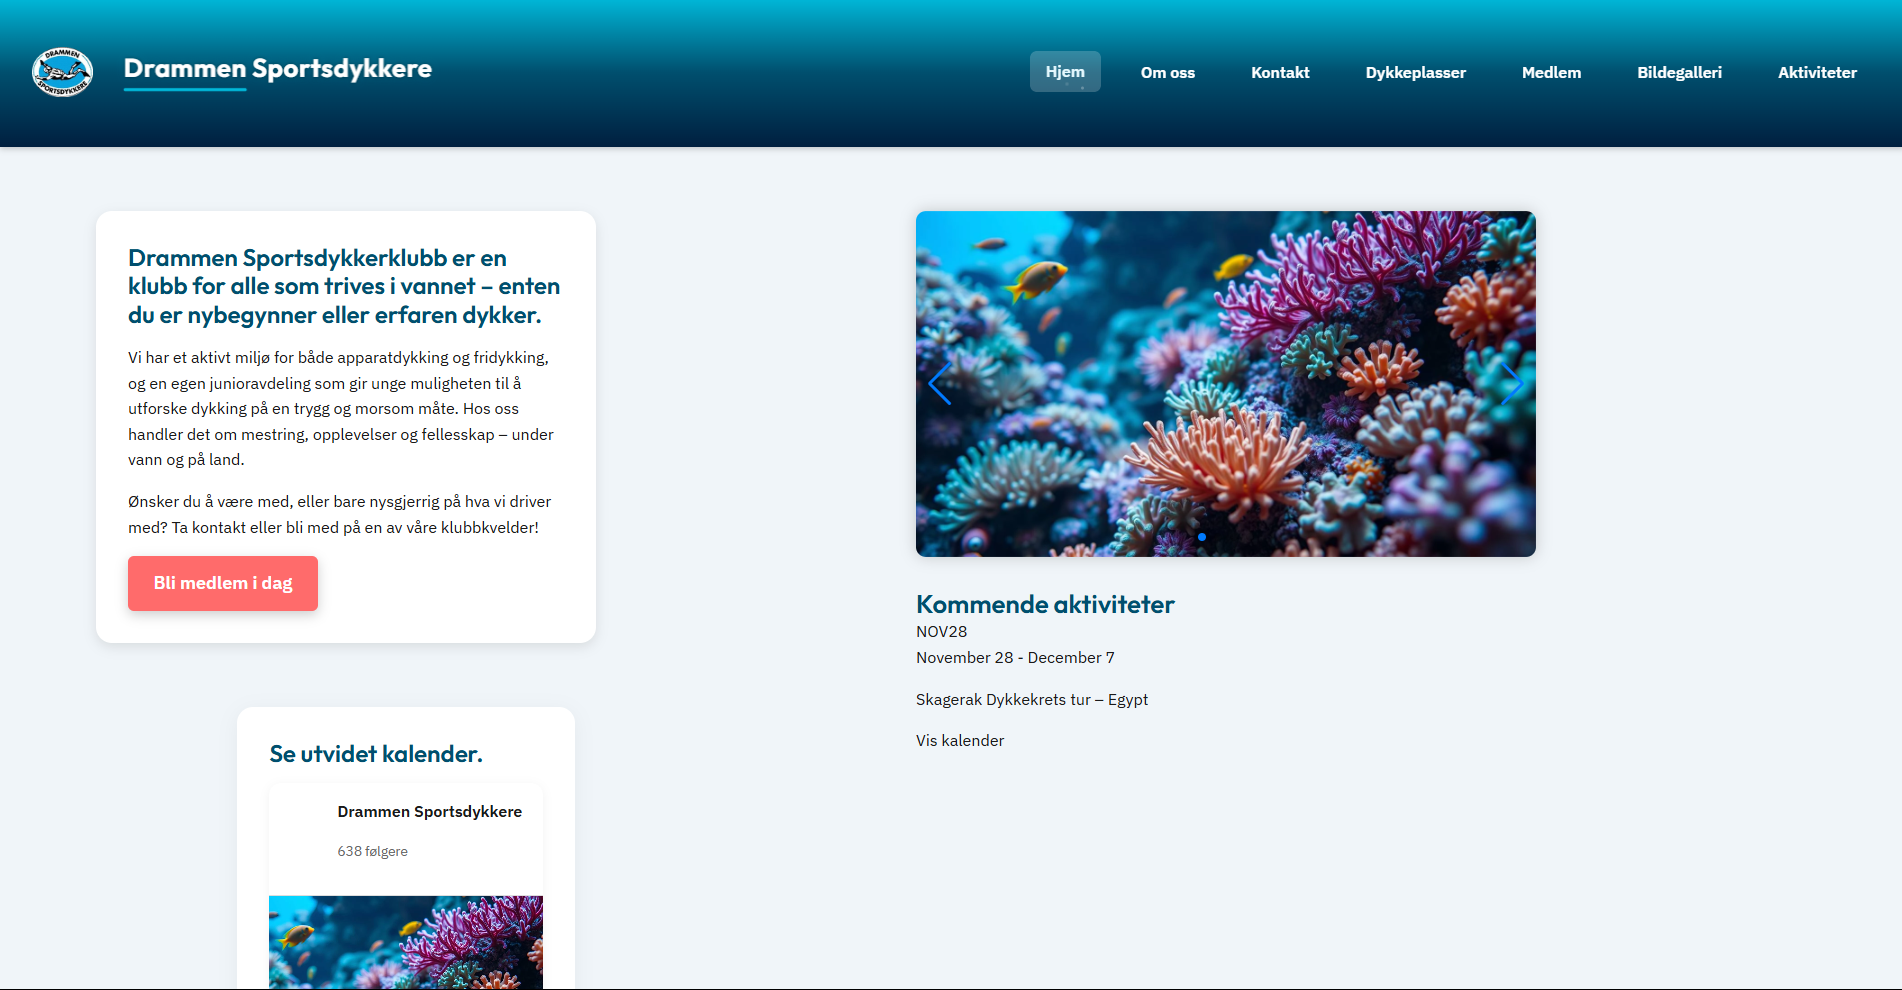 DRAMMEN
SPORTSDYKKERE
Drammen Sportsdykkere
Hjem
Om oss
Kontakt
Dykkeplasser
Medlem
Bildegalleri
Aktiviteter
Drammen Sportsdykkerklubb er en
klubb for alle som trives i vannet – enten
du er nybegynner eller erfaren dykker.
Vi har et aktivt miljø for både apparatdykking og fridykking,
og en egen junioravdeling som gir unge muligheten til å
utforske dykking på en trygg og morsom måte. Hos oss
handler det om mestring, opplevelser og fellesskap – under
vann og på land.
Ønsker du å være med, eller bare nysgjerrig på hva vi driver
med? Ta kontakt eller bli med på en av våre klubbkvelder!
Bli medlem i dag
Se utvidet kalender.
Drammen Sportsdykkere
638 følgere
Kommende aktiviteter
NOV28
November 28 - December 7
Skagerak Dykkekrets tur – Egypt
Vis kalender